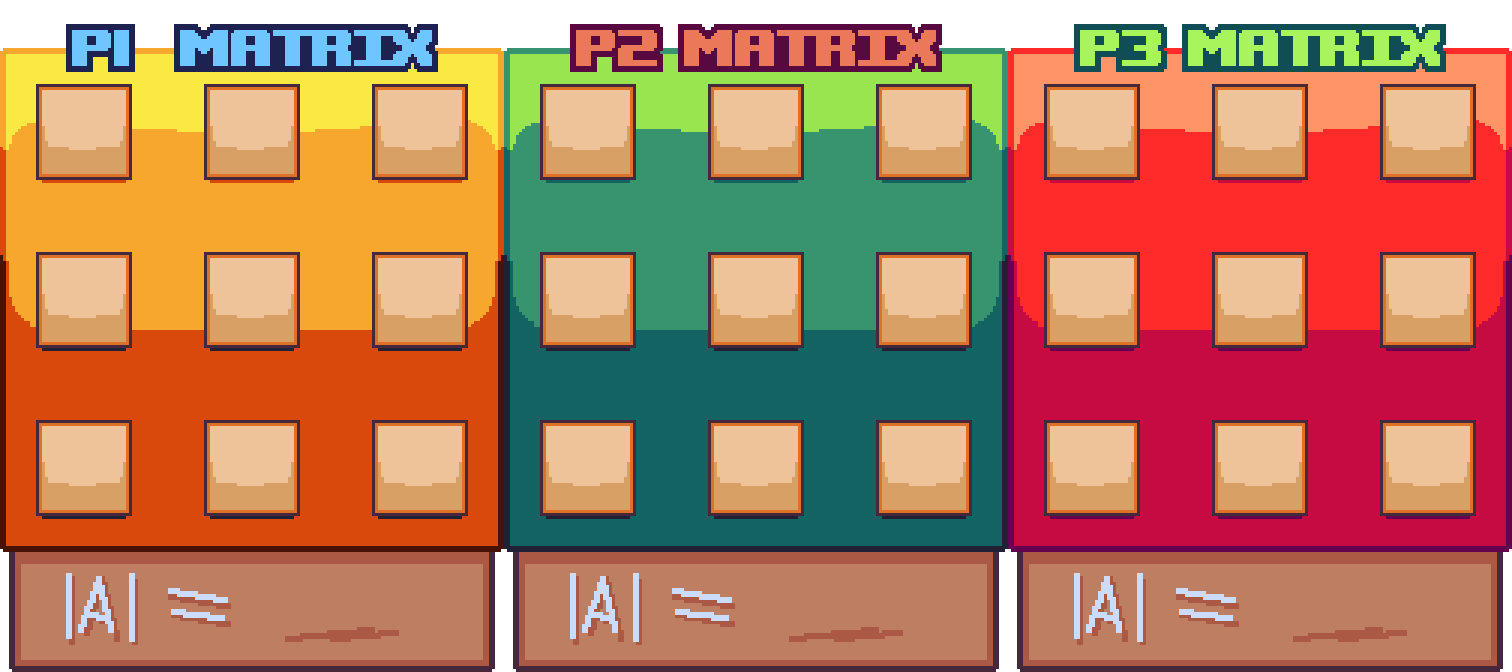 P1 MATRIX
P2 MATRIX
P3 MATRIX
|A| =
|A| =
|A| =